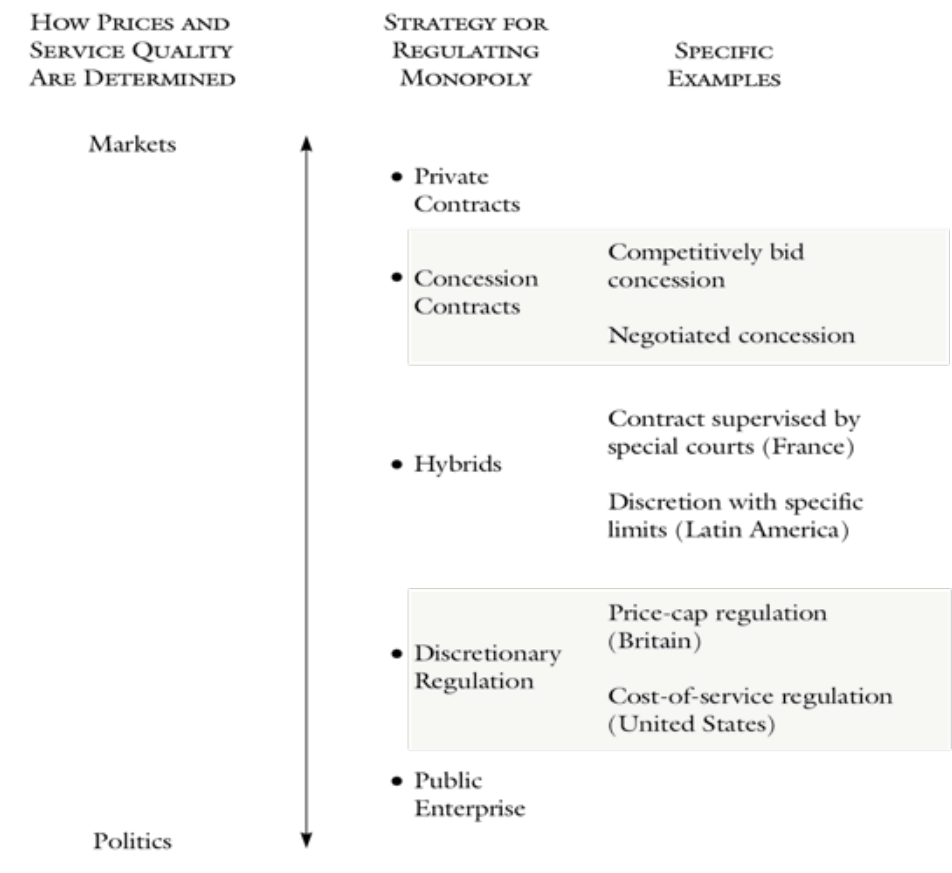 HOW PRICES AND
SERVICE QUALITY
ARE DETERMINED
STRATEGY FOR
REGULATING
MONOPOLY
SPECIFIC
EXAMPLES
Markets
• Private
Contracts
• Concession
Contracts
Competitively bid
concession
Negotiated concession
• Hybrids
Contract supervised by
special courts (France)
Discretion with specific
limits (Latin America)
• Discretionary
Regulation
Price-cap regulation
(Britain)
Cost-of-service regulation
(United States)
• Public
Enterprise
Politics